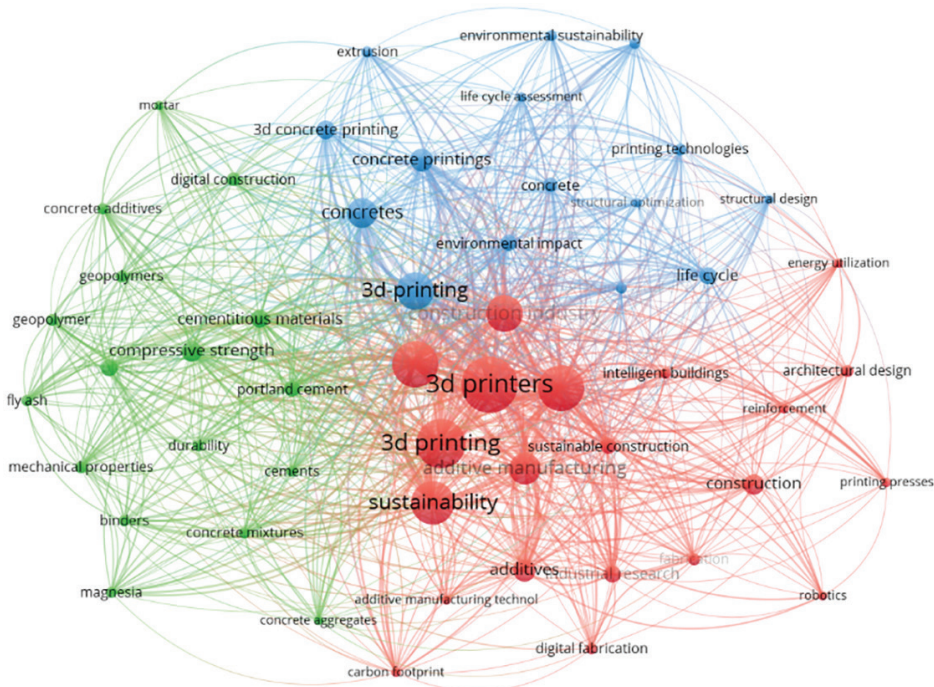 environmental sustainability
extrusion
life cycle assessment
mortar
3d concrete printing
printing technologies
concrete printings
digital construction
concrete
structural design
structural optimization
concrete additives
concretes
environmental impact
energy utilization
geopolymers
life cycle
3d-printing
construction industry
geopolymer
cementitious materials
compressive strength
intelligent buildings
architectural design
3d printers
portland cement
fly ash
reinforcement
3d printing
durability
sustainable construction
mechanical properties
cements
additive manufacturing
construction
printing presses
sustainability
binders
concrete mixtures
fabrication
additives
industrial research
magnesia
additive manufacturing technol
robotics
concrete aggregates
digital fabrication
carbon footprint